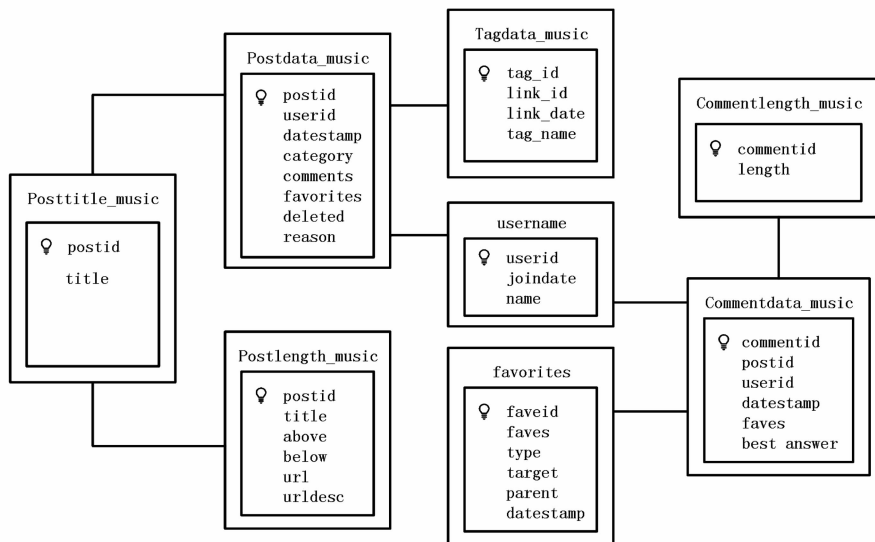 Posttitle_music
postid
title
Postdata_music
postid
userid
datestamp
category
comments
favorites
deleted
reason
Postlength_music
postid
title
above
below
url
urldesc
Tagdata_music
tag_id
link_id
link_date
tag_name
username
userid
joindate
name
favorites
faveid
faves
type
target
parent
datestamp
Commentlength_music
commentid
length
Commentdata_music
commentid
postid
userid
datestamp
faves
best answer